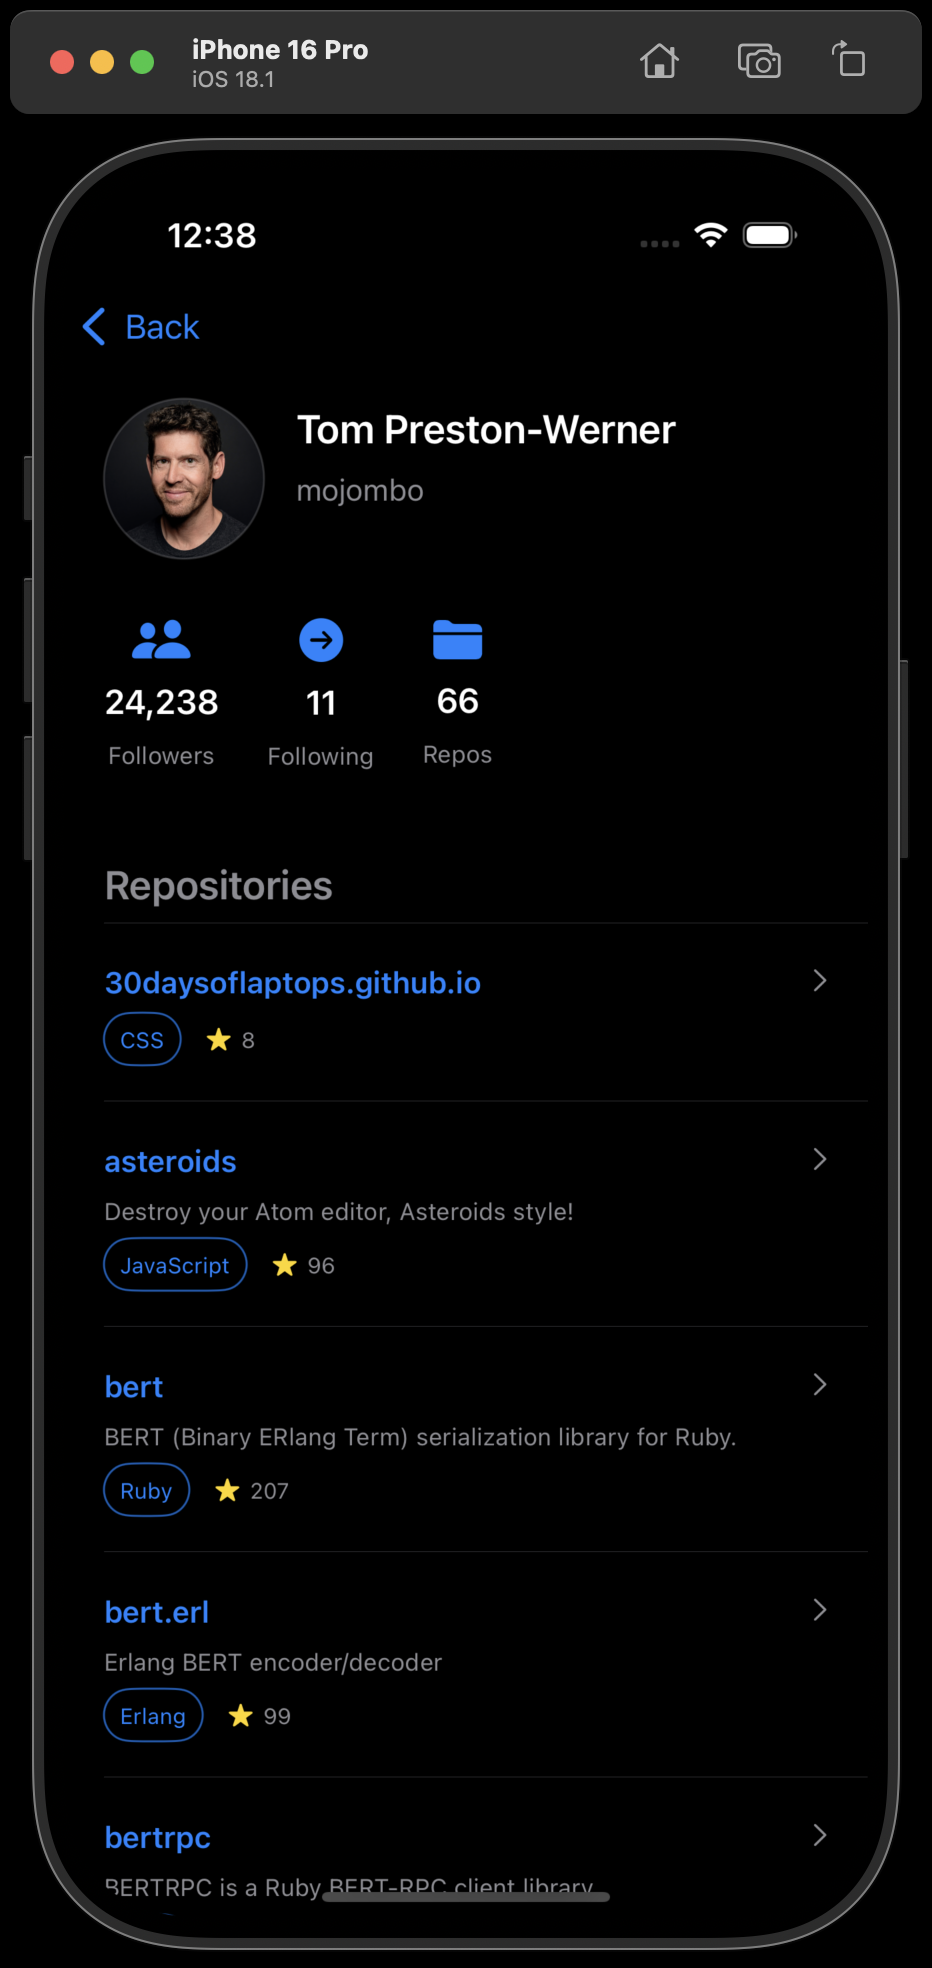 iPhone 16 Pro
iOS 18.1
12:38
Back
Tom Preston-Werner
mojombo
24,238 11 66
Followers Following Repos
Repositories
30daysoflaptops.github.io
CSS 8
asteroids
Destroy your Atom editor, Asteroids style!
JavaScript 96
bert
BERT (Binary ERlang Term) serialization library for Ruby.
Ruby 207
bert.erl
Erlang BERT encoder/decoder
Erlang 99
bertrpc
BERTRPC is a Ruby BERT-RPC client library